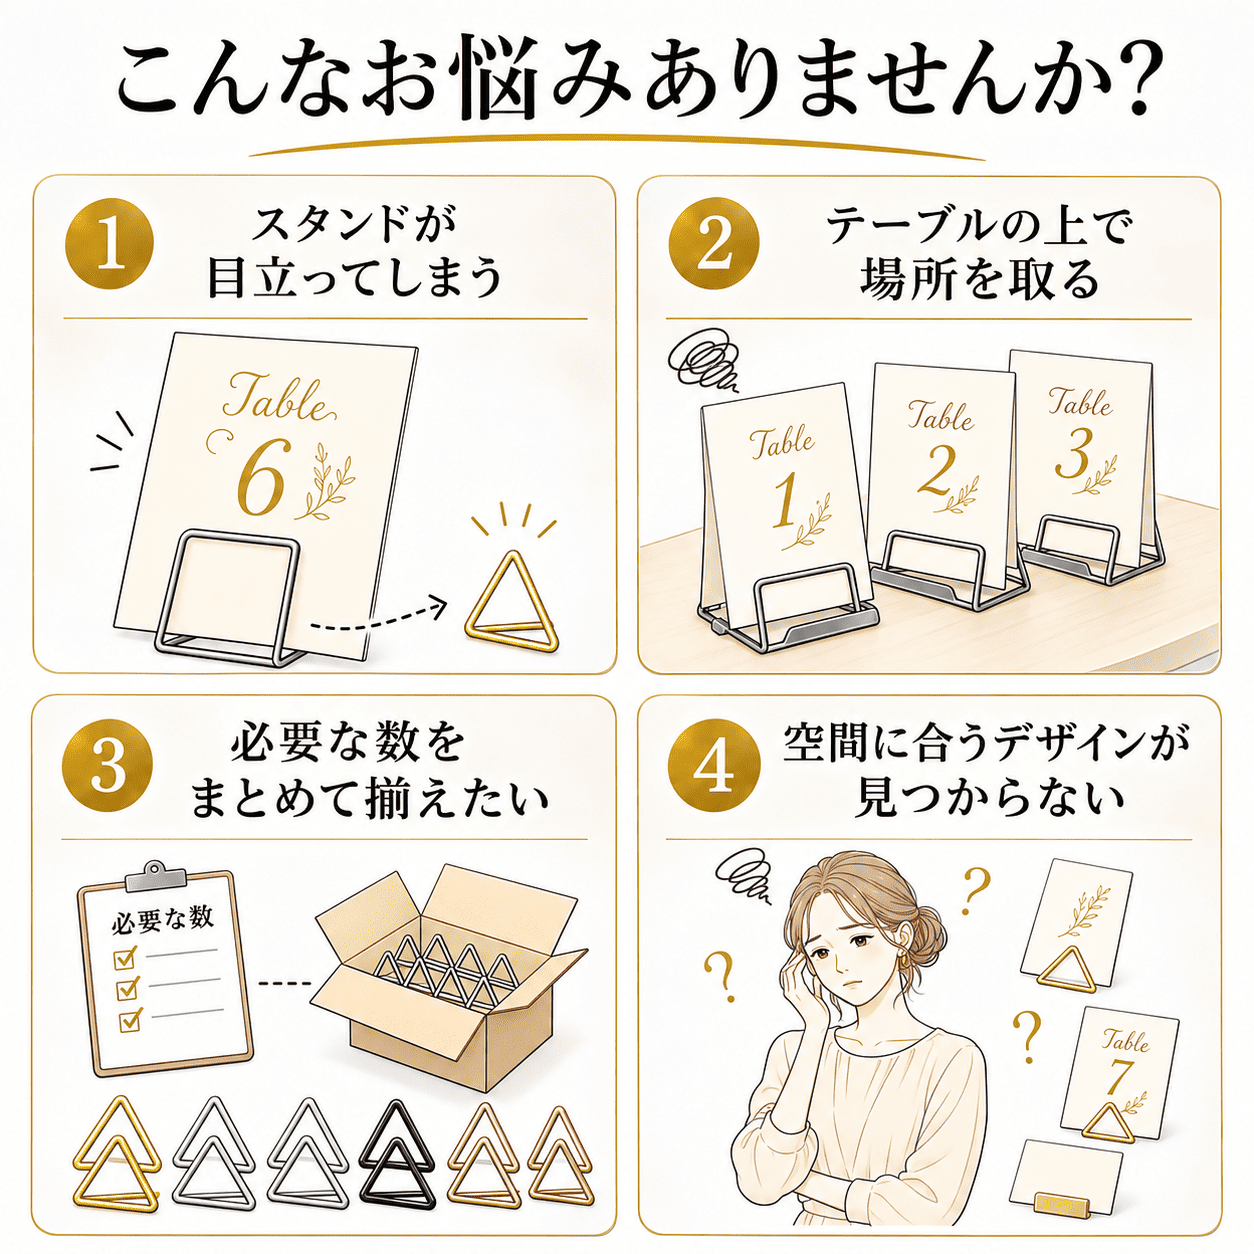 こんなお悩みありませんか?
1
スタンドが
目立ってしまう
Table
6
2
テーブルの上で
場所を取る
Table
1
Table
2
Table
3
3
必要な数を
まとめて揃えたい
必要な数
4
空間に合うデザインが
見つからない
?
?
?
Table
7